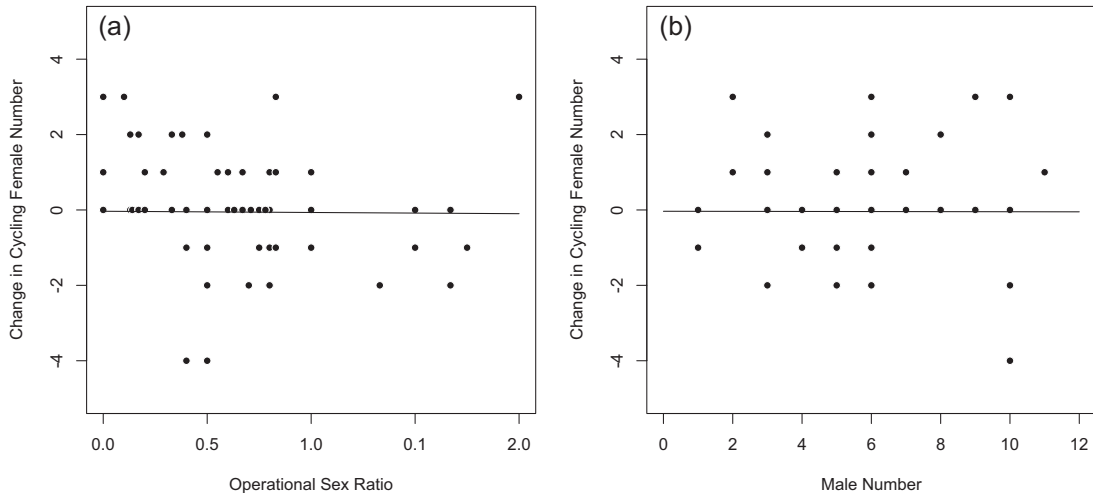 (a)
Change in Cycling Female Number
4
2
0
-2
-4
0.0 0.5 1.0 0.1 2.0
Operational Sex Ratio
(b)
Change in Cycling Female Number
4
2
0
-2
-4
0 2 4 6 8 10 12
Male Number